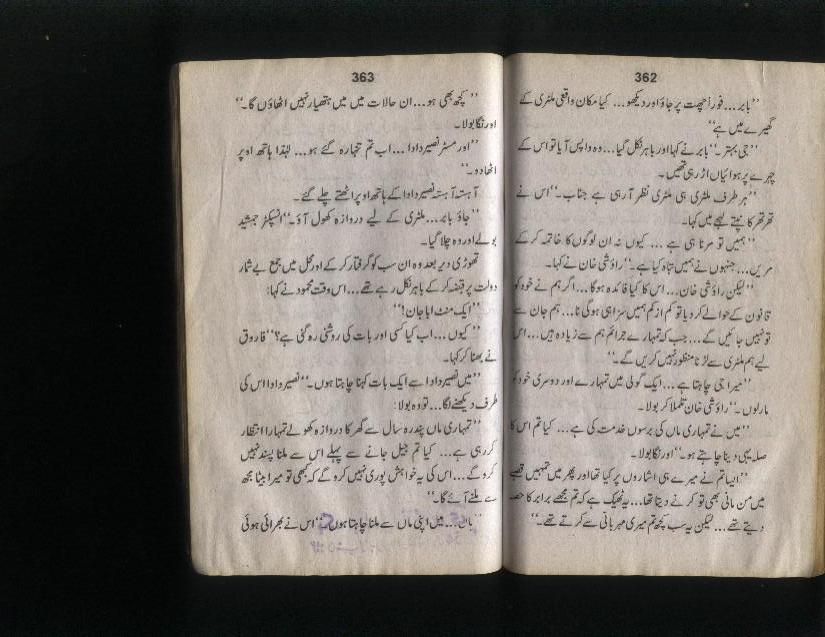 362
”بابر... فوراً چھت پر جاؤ اور دیکھو... کیا مکان واقعی ملٹری کے
گھیرے میں ہے“
”جی بہتر۔“ بابر نے کہا اور باہر نکل گیا... وہ واپس آیا تو اس کے
چہرے پر ہوائیاں اڑ رہی تھیں۔
”ہر طرف ملٹری ہی ملٹری نظر آ رہی ہے جناب۔“ اس نے
تھر تھر کانپتے لہجے میں کہا۔
”ہمیں تو مرنا ہی ہے... کیوں نہ ان لوگوں کا خاتمہ کر کے
مریں... جنہوں نے ہمیں تباہ کیا ہے۔“ راؤشی خان نے کہا۔
”لیکن راؤشی خان... اس کا کیا فائدہ ہوگا... اگر ہم نے خود کو
قانون کے حوالے کر دیا تو کم از کم ہمیں سزا ہی ہوگی نا... ہم جان سے
تو نہیں جائیں گے... جب کہ تمہارے جرائم ہم سے زیادہ ہیں... اس
لیے ہم ملٹری سے لڑنا منظور نہیں کریں گے۔“
”میرا جی چاہتا ہے... ایک گولی میں تمہارے اور دوسری خود کو
مار لوں۔“ راؤشی خان تلملا کر بولا۔
”میں نے تمہاری ماں کی برسوں خدمت کی ہے... کیا تم اس کا
صلہ یہی دینا چاہتے ہو۔“ اورنگا بولا۔
”ایسا تم نے میرے ہی اشاروں پر کیا تھا اور پھر میں تمہیں قصبے
میں من مانی بھی تو کرنے دیتا تھا... یہ ٹھیک ہے کہ تم مجھے برابر کا حصہ
دیتے تھے... لیکن یہ سب کچھ تم میری مہربانی سے کرتے تھے۔“
363
”کچھ بھی ہو... ان حالات میں میں ہتھیار نہیں اٹھاؤں گا۔“
اورنگا بولا۔
”اور مسٹر نصیر دادا... اب تم تنہا رہ گئے ہو... لہٰذا ہاتھ اوپر
اٹھا دو۔“
آہستہ آہستہ نصیر دادا کے ہاتھ اوپر اٹھتے چلے گئے۔
”جاؤ بابر... ملٹری کے لیے دروازہ کھول آؤ۔“ انسپکٹر جمشید
بولے اور وہ چلا گیا۔
تھوڑی دیر بعد وہ ان سب کو گرفتار کر کے اور محل میں جمع بے شمار
دولت پر قبضہ کر کے باہر نکل رہے تھے... اس وقت محمود نے کہا:
”ایک منٹ ابا جان!“
”کیوں... اب کیا کسی اور بات کی روشنی رہ گئی ہے؟“ فاروق
نے بھنا کر کہا۔
”میں نصیر دادا سے ایک بات کہنا چاہتا ہوں۔“ نصیر دادا اس کی
طرف دیکھنے لگا... تو وہ بولا:
”تمہاری ماں پندرہ سال سے گھر کا دروازہ کھولے تمہارا انتظار
کر رہی ہے... کیا تم جیل جانے سے پہلے اس سے ملنا پسند نہیں
کرو گے... اس کی یہ خواہش پوری نہیں کرو گے کہ کبھی تو میرا بیٹا مجھ
سے ملنے آئے گا۔“
”ہاں... میں اپنی ماں سے ملنا چاہتا ہوں۔“ اس نے بھرائی ہوئی